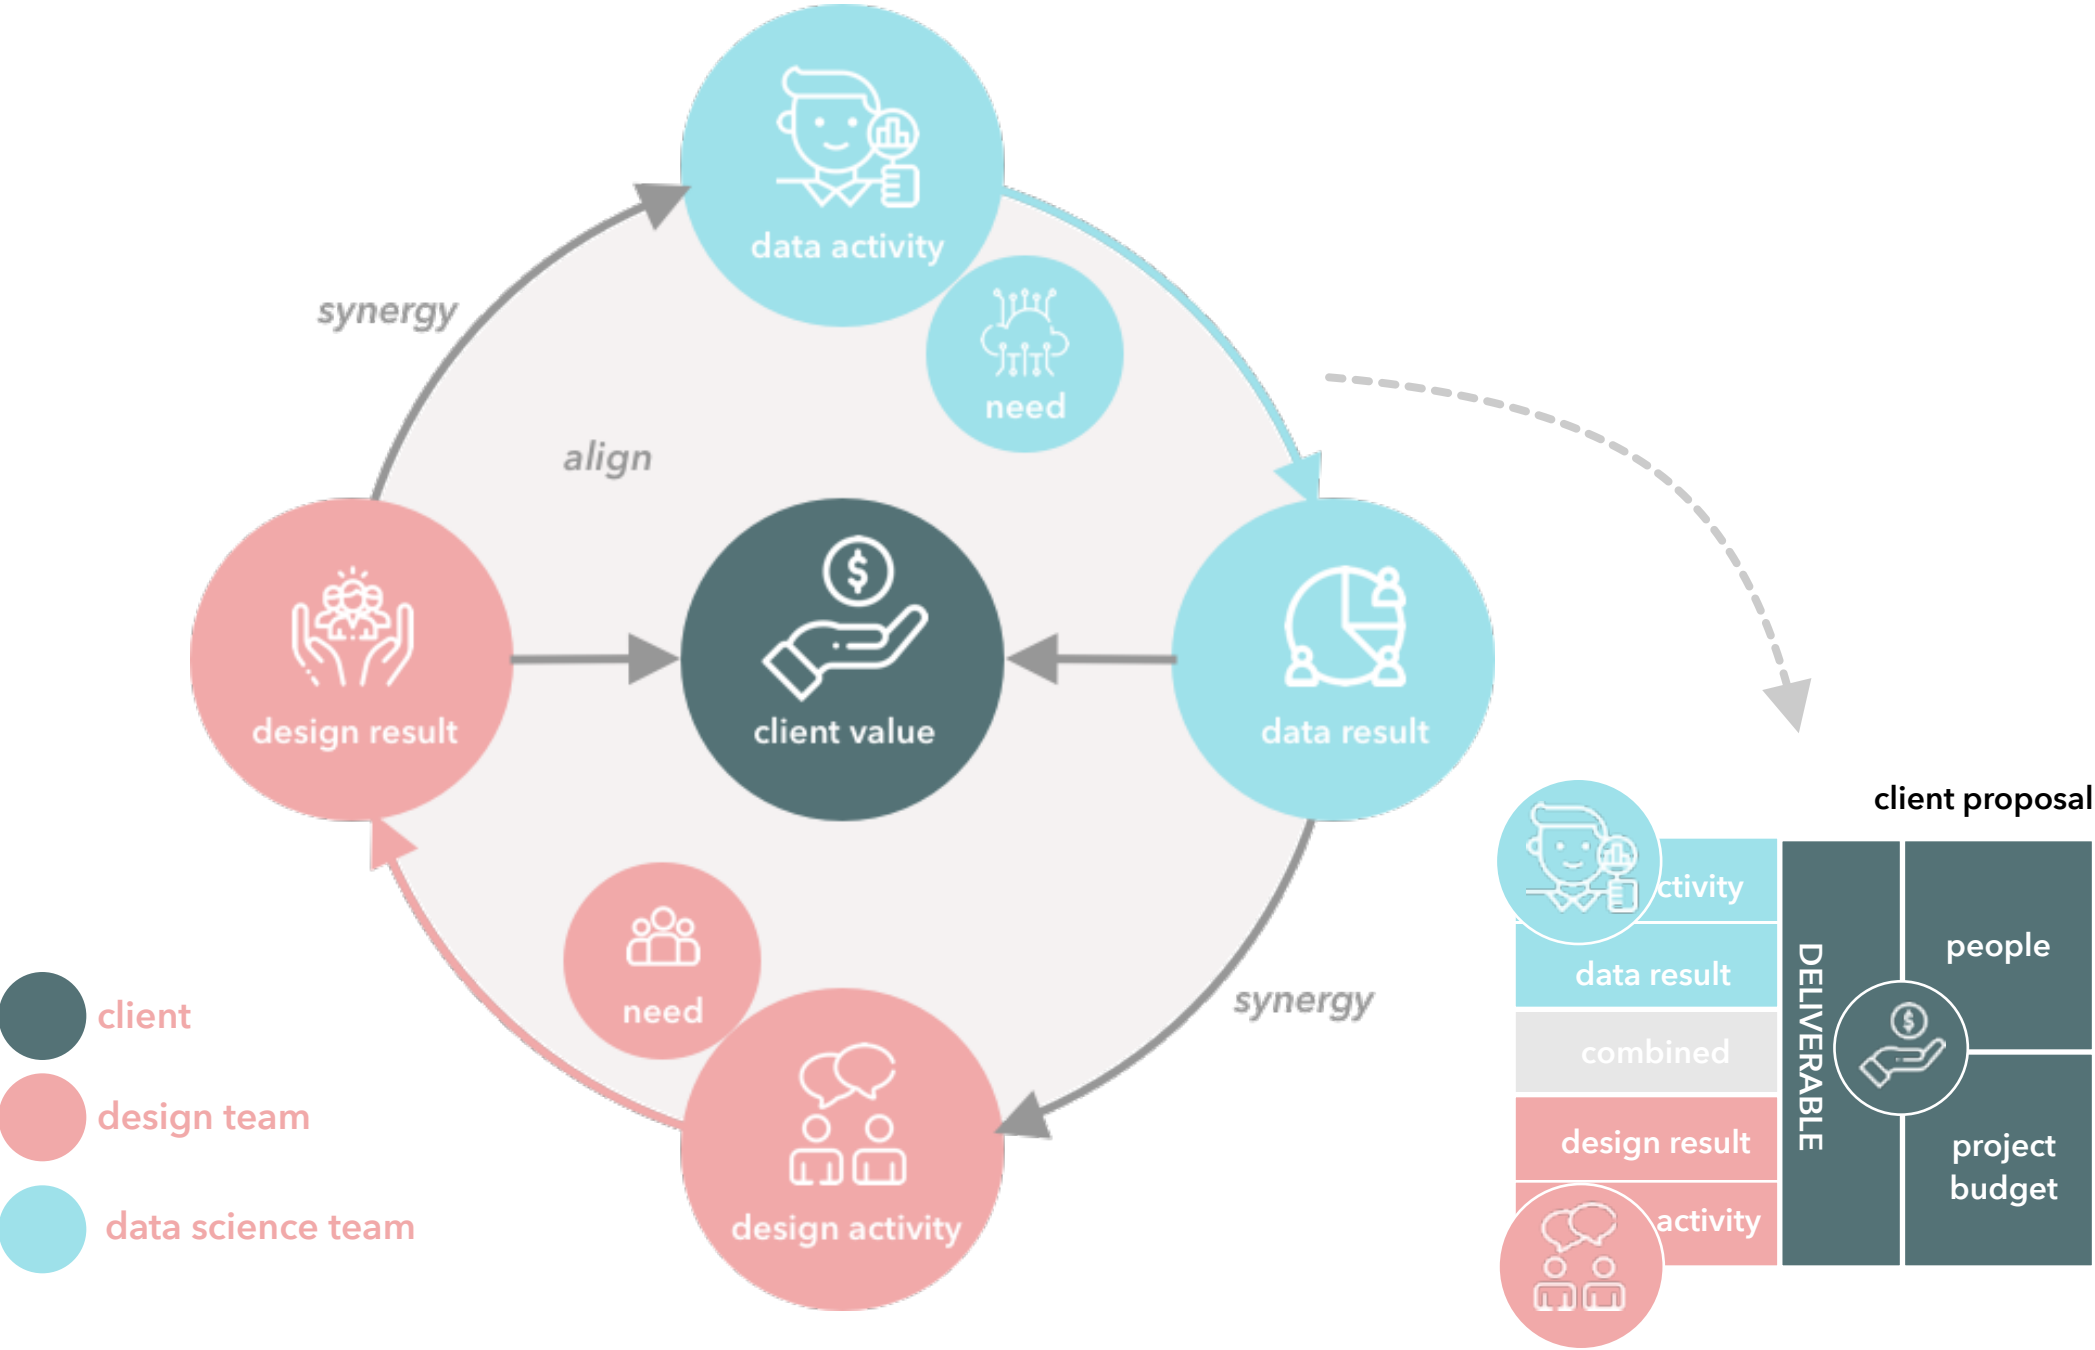 data activity
need
synergy
align
design result
client value
data result
need
design activity
synergy
client
design team
data science team
client proposal
ctivity
data result
combined
design result
activity
DELIVERABLE
people
project
budget